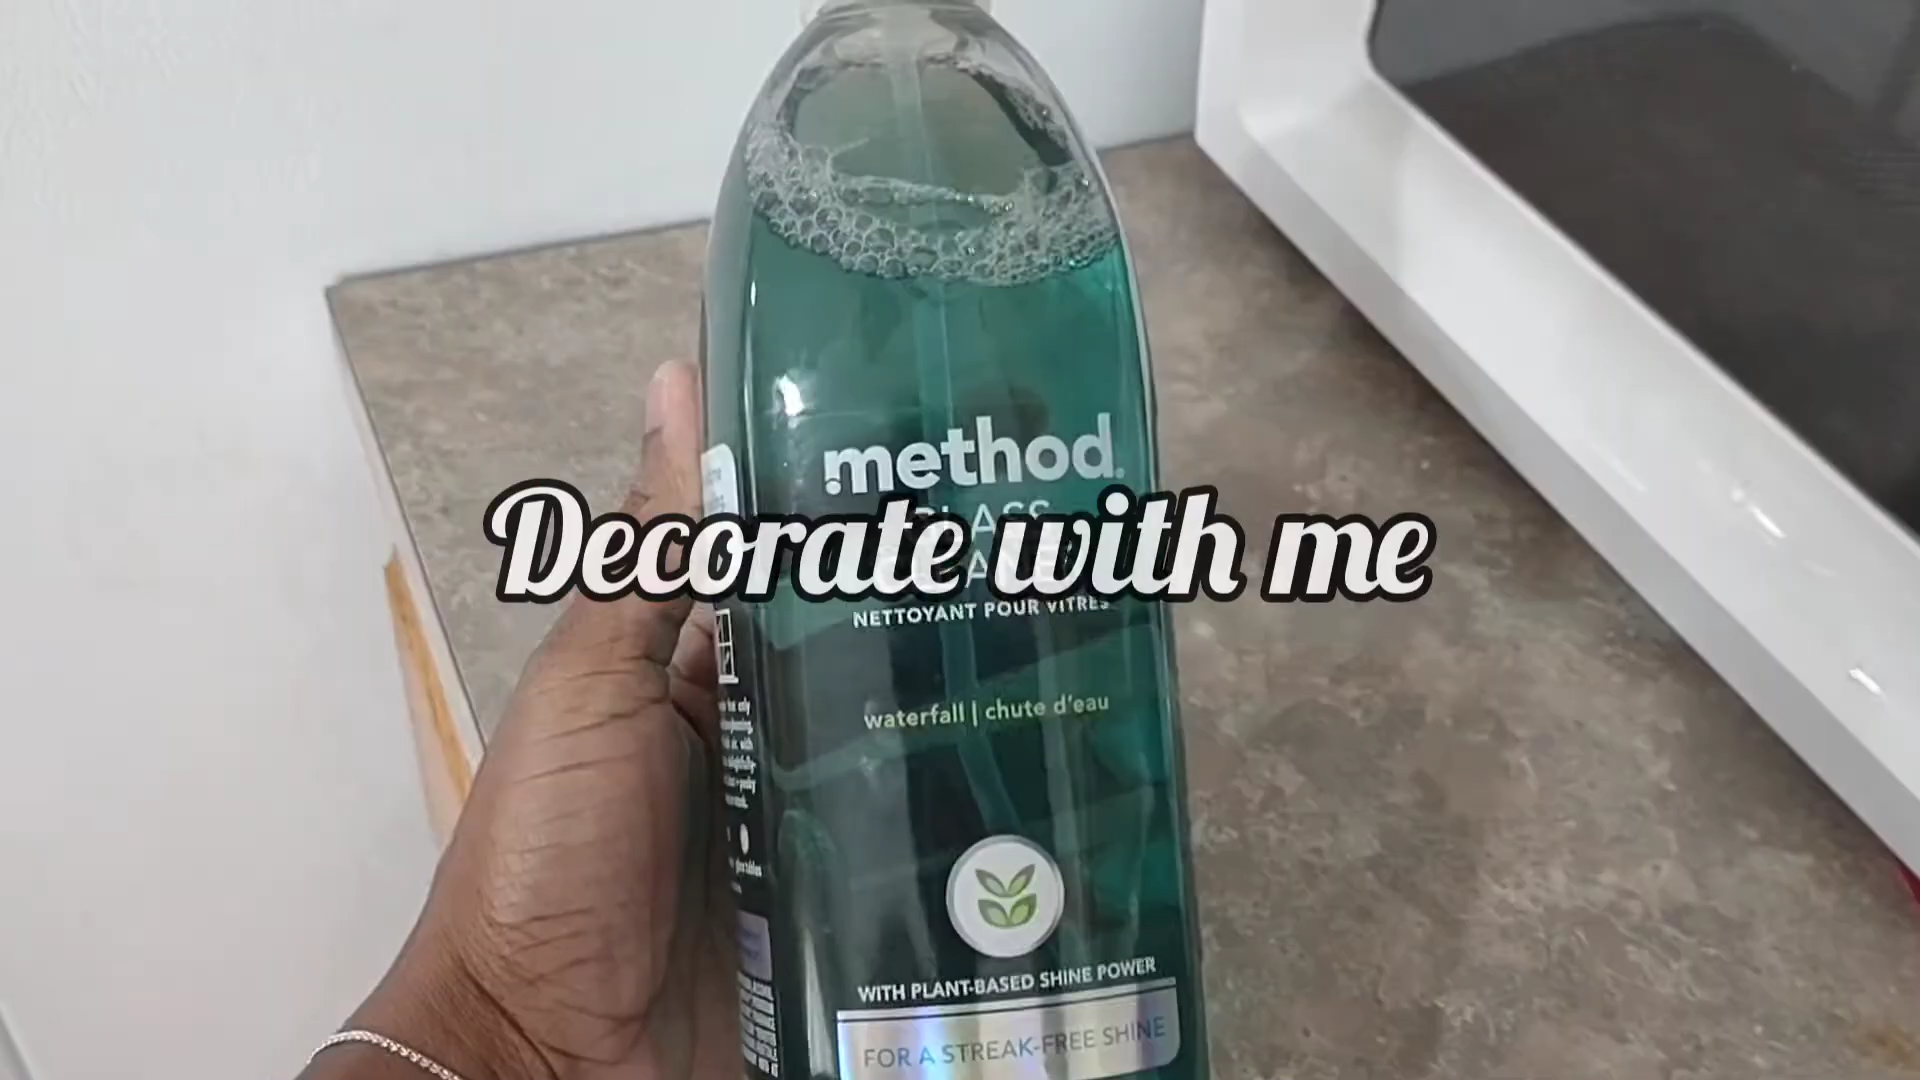 method
GLASS
Decorate with me
NETTOYANT POUR VITRES
waterfall | chute d'eau
WITH PLANT-BASED SHINE POWER
FOR A STREAK-FREE SHINE